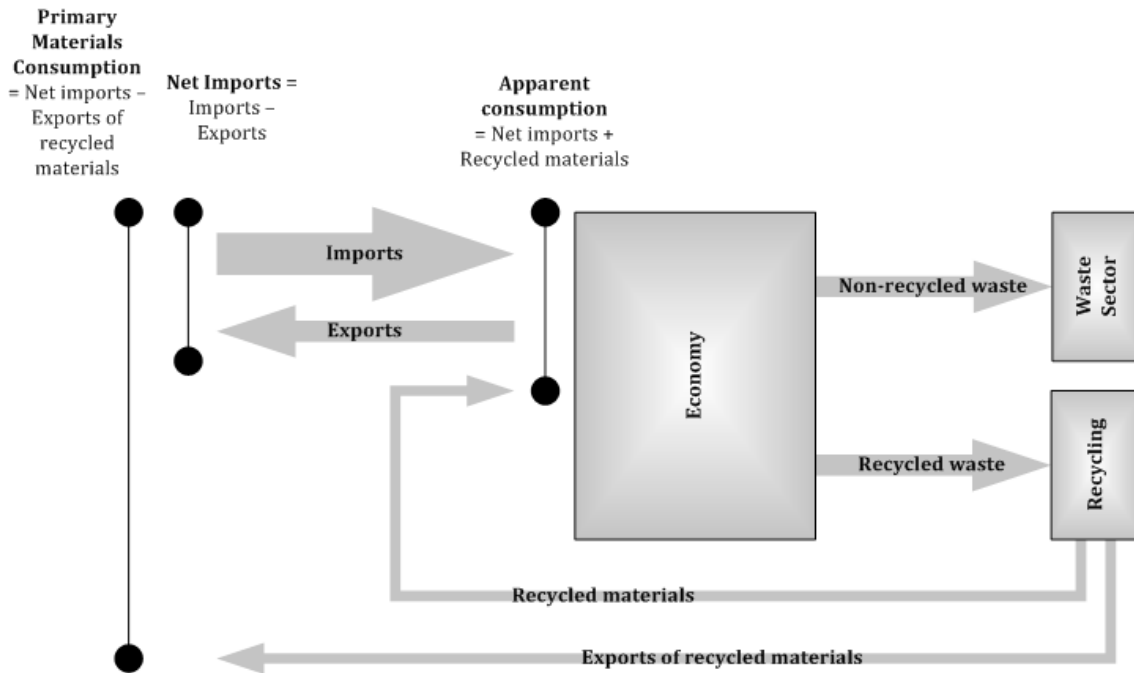 Primary
Materials
Consumption
= Net imports –
Exports of
recycled
materials
Net Imports =
Imports –
Exports
Apparent
consumption
= Net imports +
Recycled materials
Imports
Exports
Economy
Non-recycled waste
Waste
Sector
Recycled waste
Recycling
Recycled materials
Exports of recycled materials